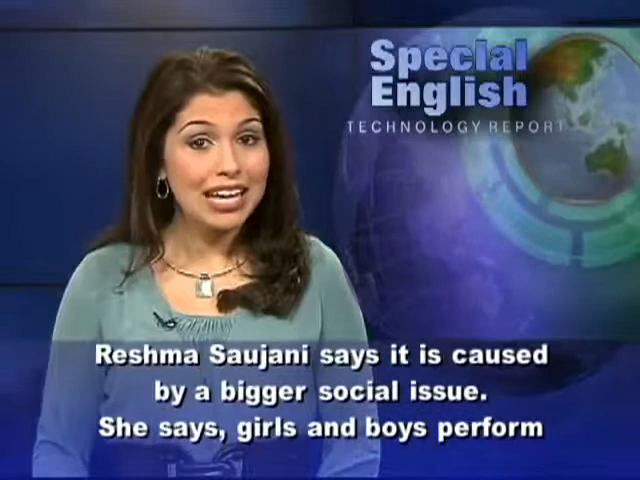 Special
English
TECHNOLOGY REPORT
Reshma Saujani says it is caused
by a bigger social issue.
She says, girls and boys perform